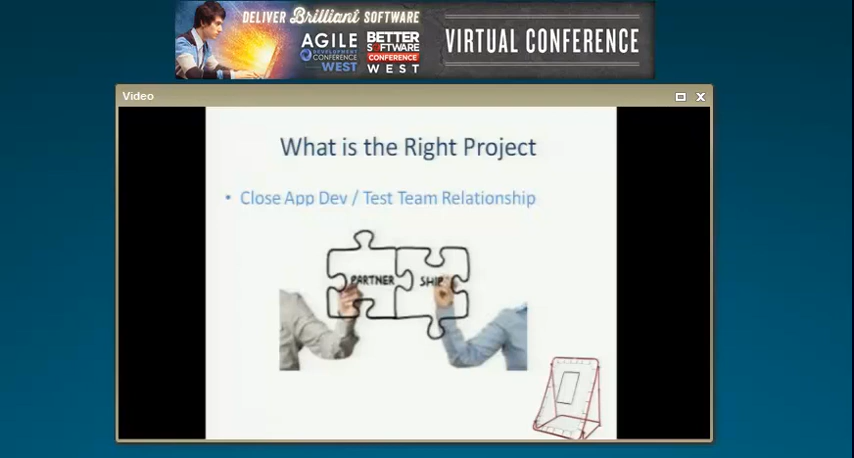 DELIVER Brilliant SOFTWARE
AGILE
DEVELOPMENT
CONFERENCE
WEST
BETTER
SOFTWARE
CONFERENCE
WEST
VIRTUAL CONFERENCE
Video
What is the Right Project
• Close App Dev / Test Team Relationship
PARTNER SHIP